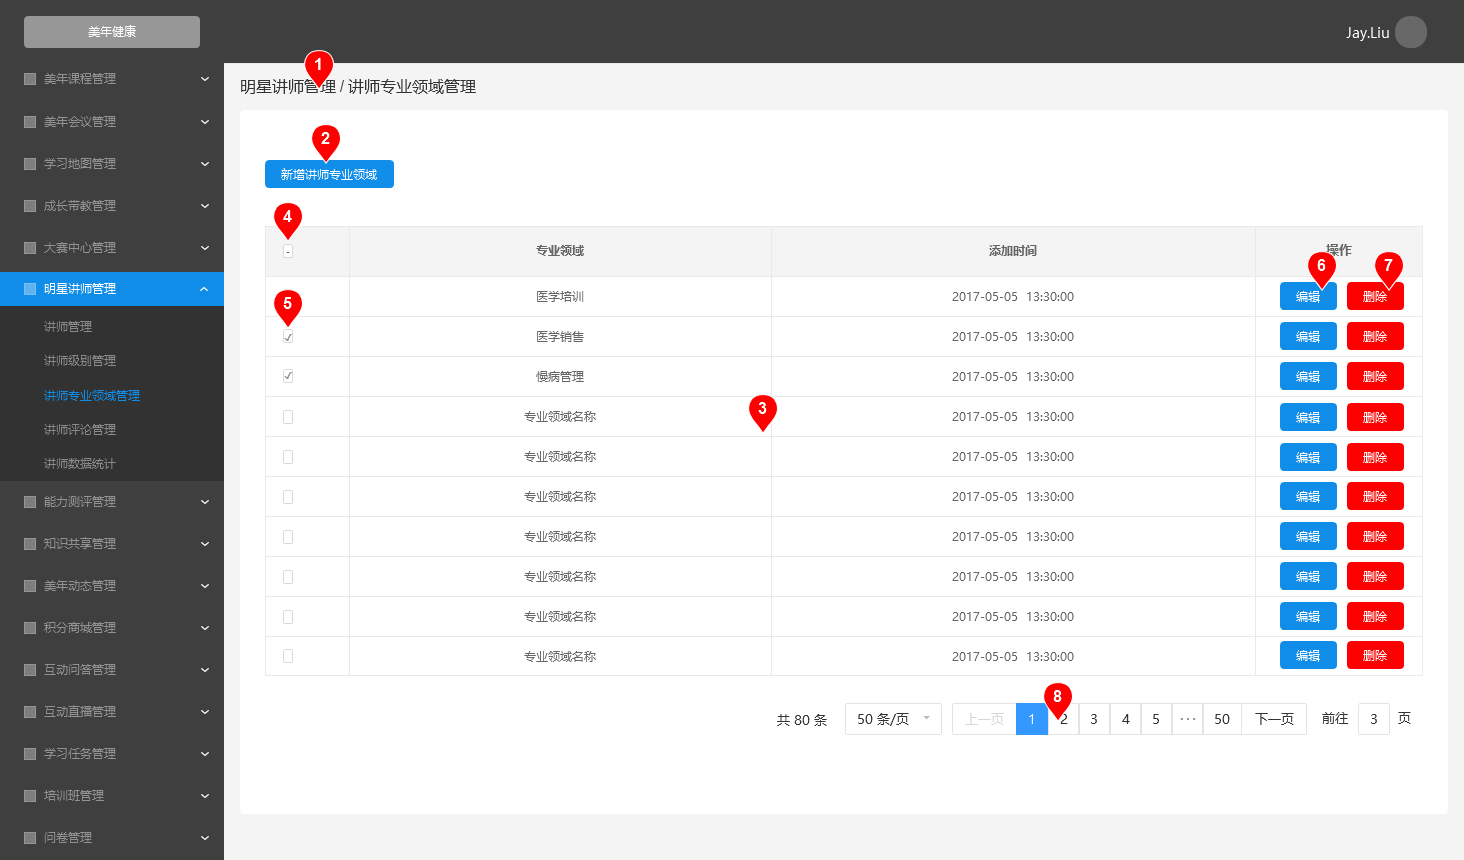 美年健康
Jay.Liu
美年课程管理
美年会议管理
学习地图管理
成长带教管理
大赛中心管理
明星讲师管理
讲师管理
讲师级别管理
讲师专业领域管理
讲师评论管理
讲师数据统计
能力测评管理
知识共享管理
美年动态管理
积分商城管理
互动问答管理
互动直播管理
学习任务管理
培训班管理
问卷管理
1
明星讲师管理 / 讲师专业领域管理
2
新增讲师专业领域
4
- 专业领域 添加时间 操作
6 7
医学培训 2017-05-05 13:30:00 编辑 删除
5
医学销售 2017-05-05 13:30:00 编辑 删除
慢病管理 2017-05-05 13:30:00 编辑 删除
3
专业领域名称 2017-05-05 13:30:00 编辑 删除
专业领域名称 2017-05-05 13:30:00 编辑 删除
专业领域名称 2017-05-05 13:30:00 编辑 删除
专业领域名称 2017-05-05 13:30:00 编辑 删除
专业领域名称 2017-05-05 13:30:00 编辑 删除
专业领域名称 2017-05-05 13:30:00 编辑 删除
专业领域名称 2017-05-05 13:30:00 编辑 删除
8
共 80 条 50 条/页 上一页 1 2 3 4 5 ··· 50 下一页 前往 3 页